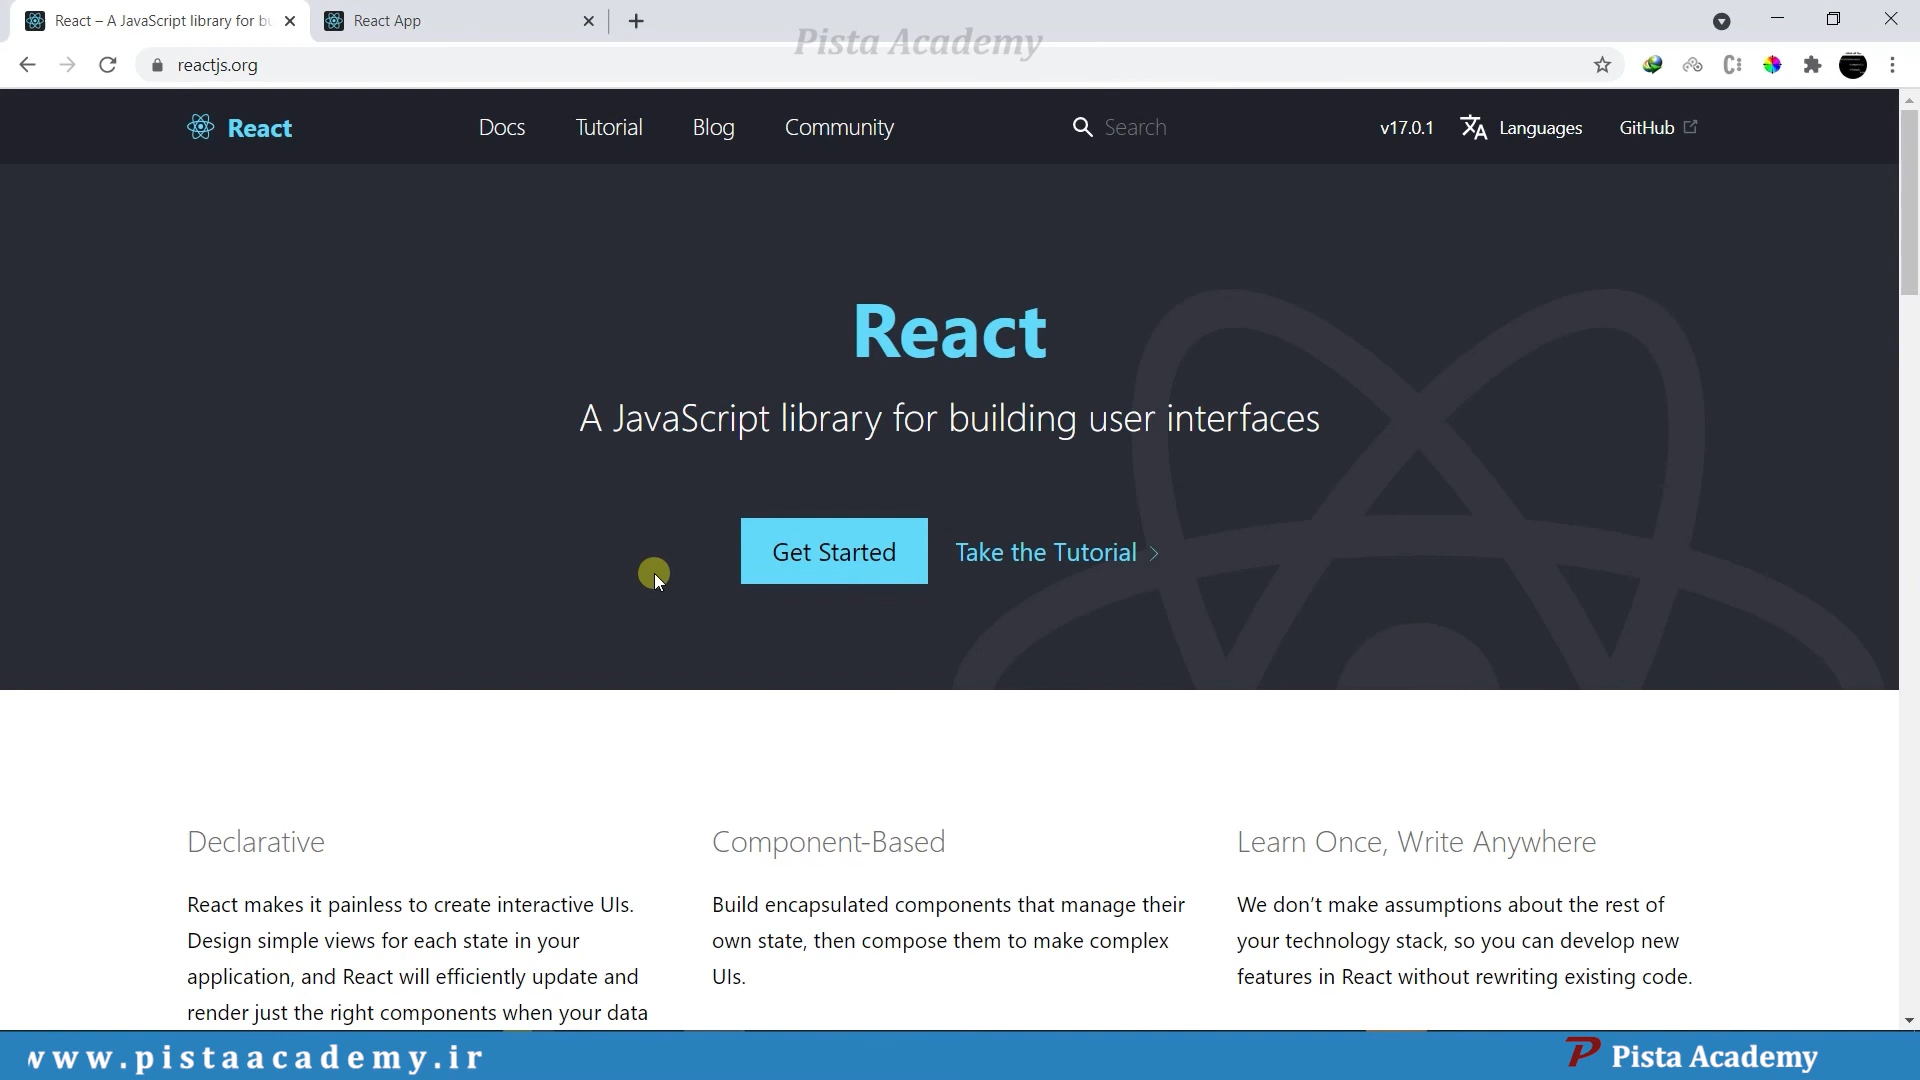 React – A JavaScript library for bu
React App
Pista Academy
reactjs.org
React
Docs
Tutorial
Blog
Community
Search
v17.0.1
Languages
GitHub
React
A JavaScript library for building user interfaces
Get Started
Take the Tutorial
Declarative
React makes it painless to create interactive UIs.
Design simple views for each state in your
application, and React will efficiently update and
render just the right components when your data
Component-Based
Build encapsulated components that manage their
own state, then compose them to make complex
UIs.
Learn Once, Write Anywhere
We don’t make assumptions about the rest of
your technology stack, so you can develop new
features in React without rewriting existing code.
www.pistaacademy.ir
Pista Academy